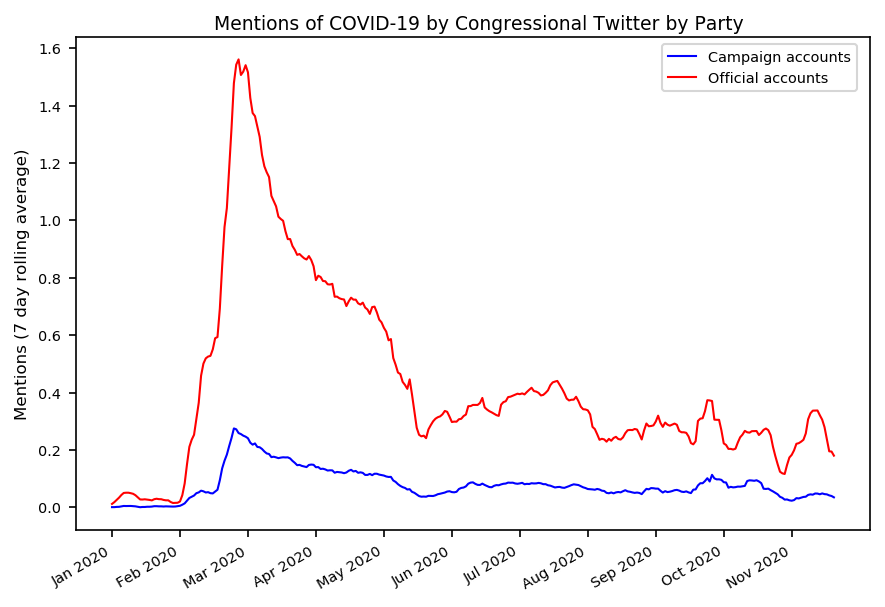 Mentions of COVID-19 by Congressional Twitter by Party
Campaign accounts
Official accounts
Mentions (7 day rolling average)
1.6
1.4
1.2
1.0
0.8
0.6
0.4
0.2
0.0
Jan 2020
Feb 2020
Mar 2020
Apr 2020
May 2020
Jun 2020
Jul 2020
Aug 2020
Sep 2020
Oct 2020
Nov 2020